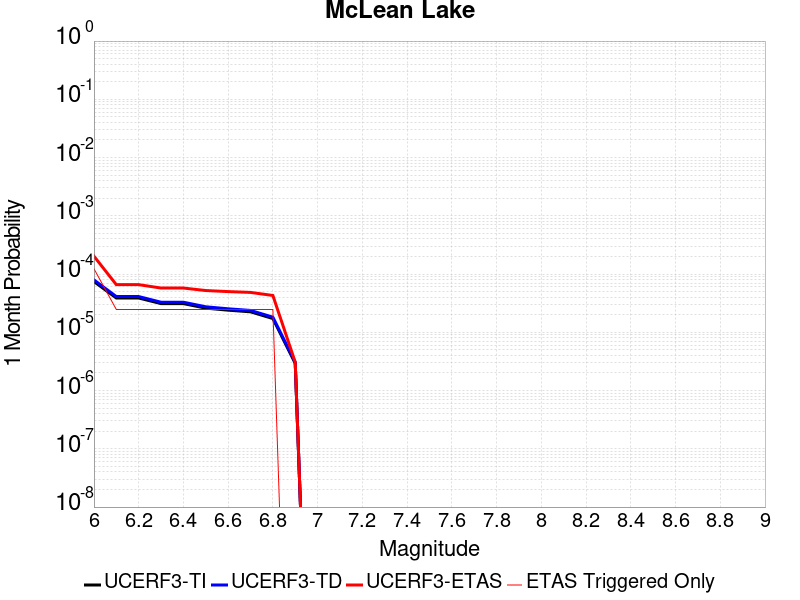 McLean Lake
10^0
10^-1
10^-2
10^-3
10^-4
10^-5
10^-6
10^-7
10^-8
1 Month Probability
6 6.2 6.4 6.6 6.8 7 7.2 7.4 7.6 7.8 8 8.2 8.4 8.6 8.8 9
Magnitude
UCERF3-TI UCERF3-TD UCERF3-ETAS ETAS Triggered Only